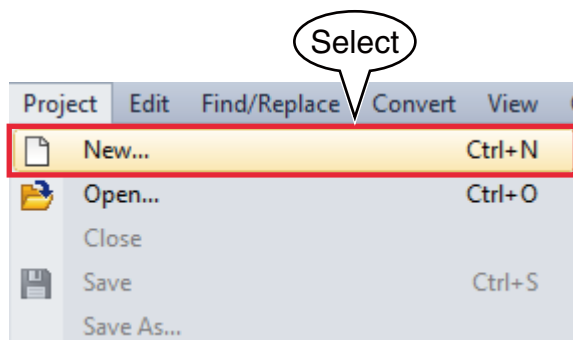 Select
Project Edit Find/Replace Convert View
New... Ctrl+N
Open... Ctrl+O
Close
Save Ctrl+S
Save As...